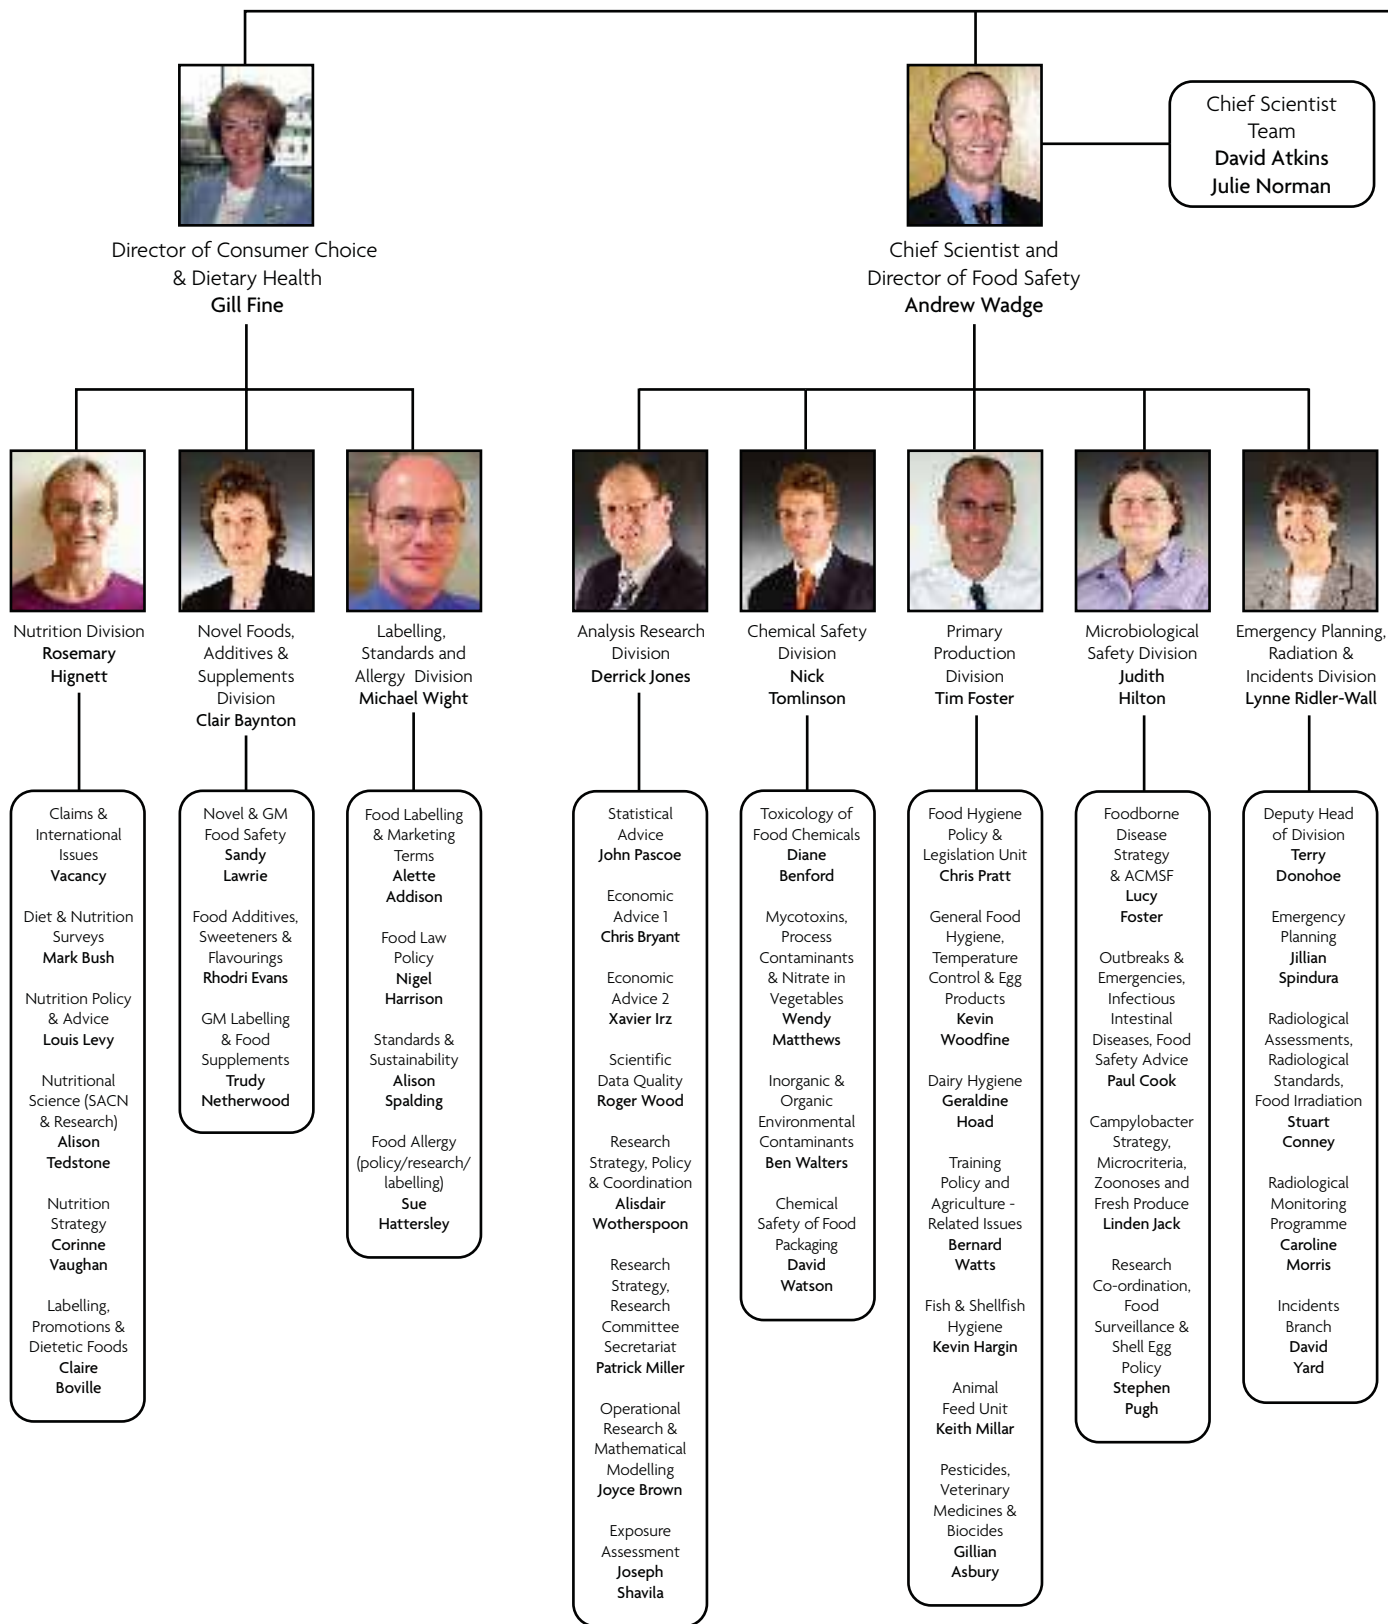 Chief Scientist
Team
David Atkins
Julie Norman
Director of Consumer Choice
& Dietary Health
Gill Fine
Chief Scientist and
Director of Food Safety
Andrew Wadge
Nutrition Division
Rosemary
Hignett
Novel Foods,
Additives &
Supplements
Division
Clair Baynton
Labelling,
Standards and
Allergy Division
Michael Wight
Analysis Research
Division
Derrick Jones
Chemical Safety
Division
Nick
Tomlinson
Primary
Production
Division
Tim Foster
Microbiological
Safety Division
Judith
Hilton
Emergency Planning,
Radiation &
Incidents Division
Lynne Ridler-Wall
Claims &
International
Issues
Vacancy
Diet & Nutrition
Surveys
Mark Bush
Nutrition Policy
& Advice
Louis Levy
Nutritional
Science (SACN
& Research)
Alison
Tedstone
Nutrition
Strategy
Corinne
Vaughan
Labelling,
Promotions &
Dietetic Foods
Claire
Boville
Novel & GM
Food Safety
Sandy
Lawrie
Food Additives,
Sweeteners &
Flavourings
Rhodri Evans
GM Labelling
& Food
Supplements
Trudy
Netherwood
Food Labelling
& Marketing
Terms
Alette
Addison
Food Law
Policy
Nigel
Harrison
Standards &
Sustainability
Alison
Spalding
Food Allergy
(policy/research/
labelling)
Sue
Hattersley
Statistical
Advice
John Pascoe
Economic
Advice 1
Chris Bryant
Economic
Advice 2
Xavier Irz
Scientific
Data Quality
Roger Wood
Research
Strategy, Policy
& Coordination
Alisdair
Wotherspoon
Research
Strategy,
Research
Committee
Secretariat
Patrick Miller
Operational
Research &
Mathematical
Modelling
Joyce Brown
Exposure
Assessment
Joseph
Shavila
Toxicology of
Food Chemicals
Diane
Benford
Mycotoxins,
Process
Contaminants
& Nitrate in
Vegetables
Wendy
Matthews
Inorganic &
Organic
Environmental
Contaminants
Ben Walters
Chemical
Safety of Food
Packaging
David
Watson
Food Hygiene
Policy &
Legislation Unit
Chris Pratt
General Food
Hygiene,
Temperature
Control & Egg
Products
Kevin
Woodfine
Dairy Hygiene
Geraldine
Hoad
Training
Policy and
Agriculture -
Related Issues
Bernard
Watts
Fish & Shellfish
Hygiene
Kevin Hargin
Animal
Feed Unit
Keith Millar
Pesticides,
Veterinary
Medicines &
Biocides
Gillian
Asbury
Foodborne
Disease
Strategy
& ACMSF
Lucy
Foster
Outbreaks &
Emergencies,
Infectious
Intestinal
Diseases, Food
Safety Advice
Paul Cook
Campylobacter
Strategy,
Microcriteria,
Zoonoses and
Fresh Produce
Linden Jack
Research
Co-ordination,
Food
Surveillance &
Shell Egg
Policy
Stephen
Pugh
Deputy Head
of Division
Terry
Donohoe
Emergency
Planning
Jillian
Spindura
Radiological
Assessments,
Radiological
Standards,
Food Irradiation
Stuart
Conney
Radiological
Monitoring
Programme
Caroline
Morris
Incidents
Branch
David
Yard